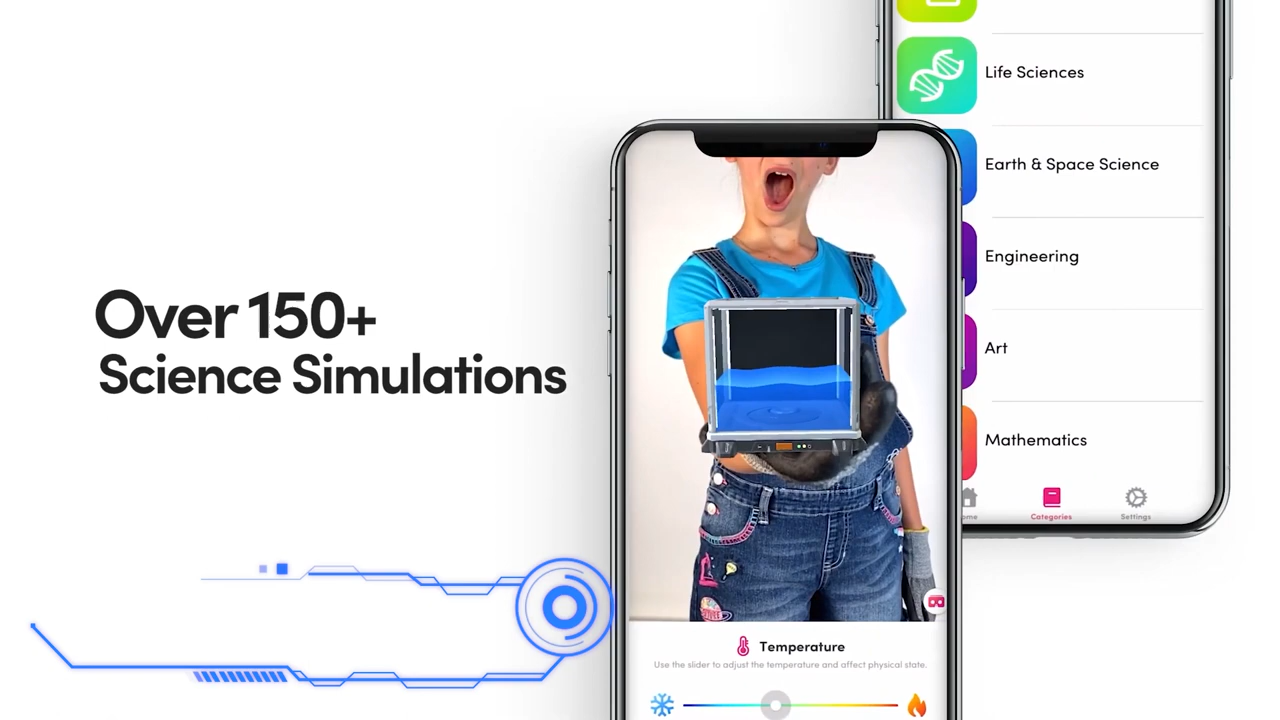 Over 150+
Science Simulations
Life Sciences
Earth & Space Science
Engineering
Art
Mathematics
Categories
Settings
Temperature
Use the slider to adjust the temperature and affect physical state.